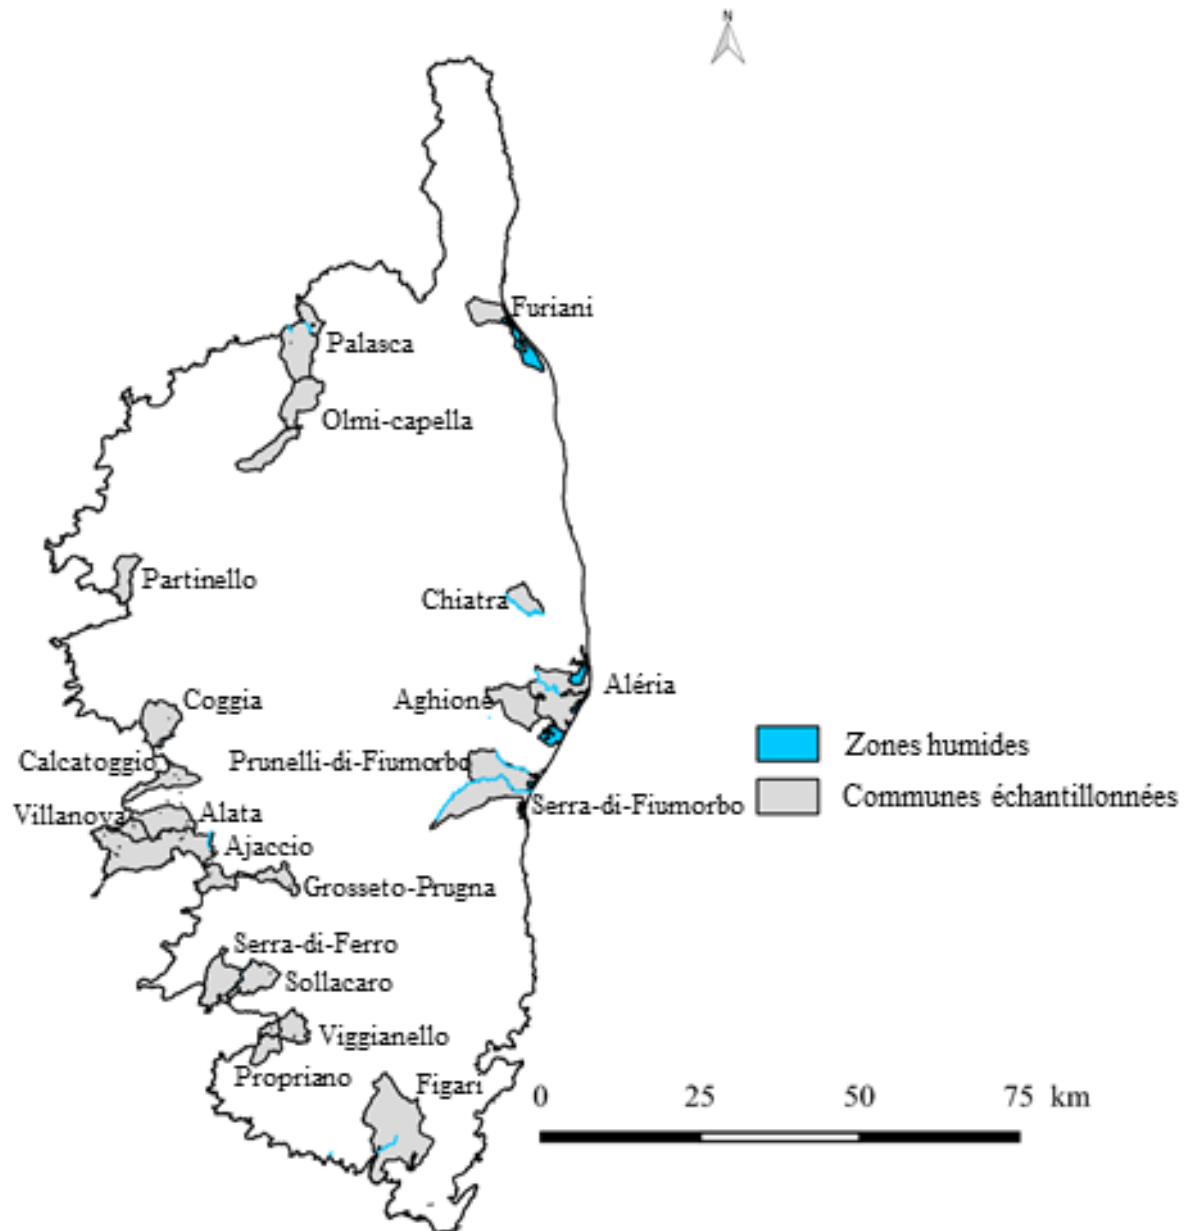 N
Furiani
Palasca
Olmi-capella
Partinello
Chiatra
Aléria
Aghione
Coggia
Zones humides
Calcatoggio
Prunelli-di-Fiumorbo
Communes échantillonnées
Serra-di-Fiumorbo
Villanova
Alata
Ajaccio
Grosseto-Prugna
Serra-di-Ferro
Sollacaro
Viggianello
Propriano
Figari
0 25 50 75 km